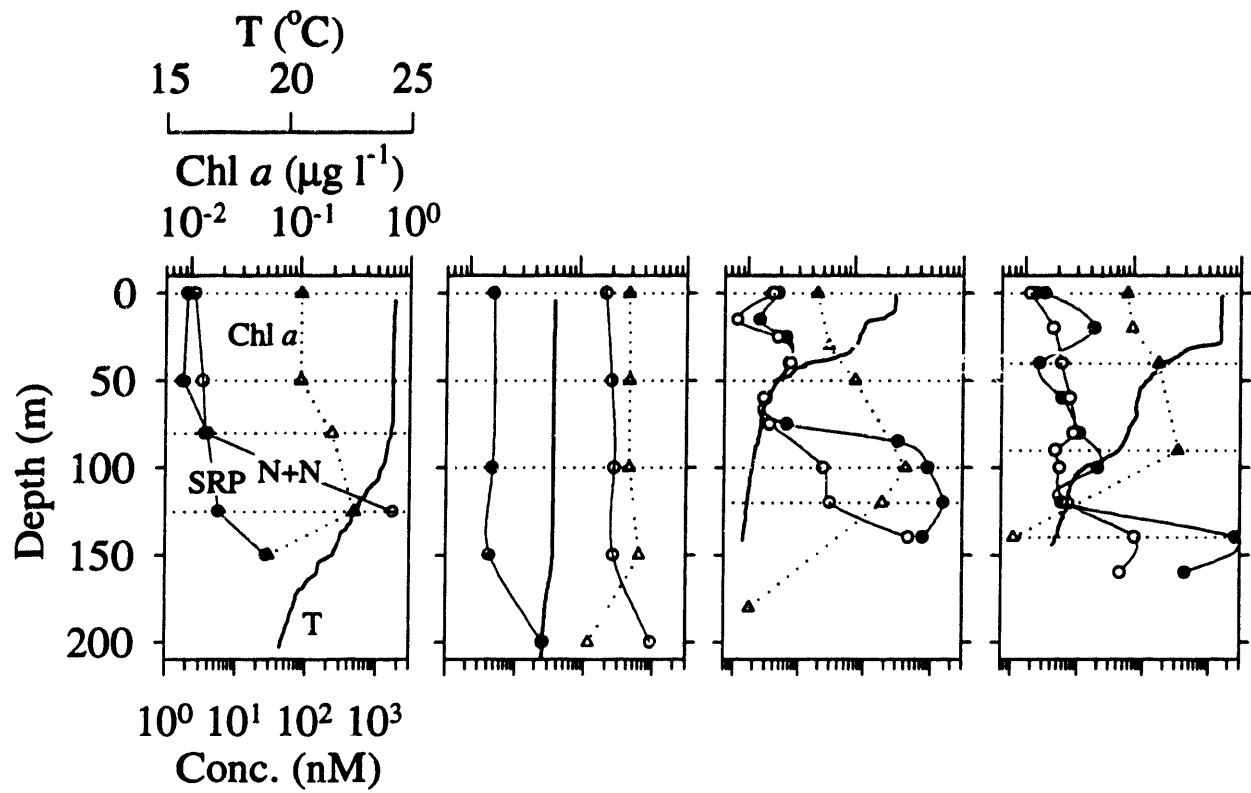 T (°C)
15 20 25
Chl a (μg l⁻¹)
10⁻² 10⁻¹ 10⁰
0
Chl a
50
Depth (m)
100
SRP N+N
150
T
200
10⁰ 10¹ 10² 10³
Conc. (nM)